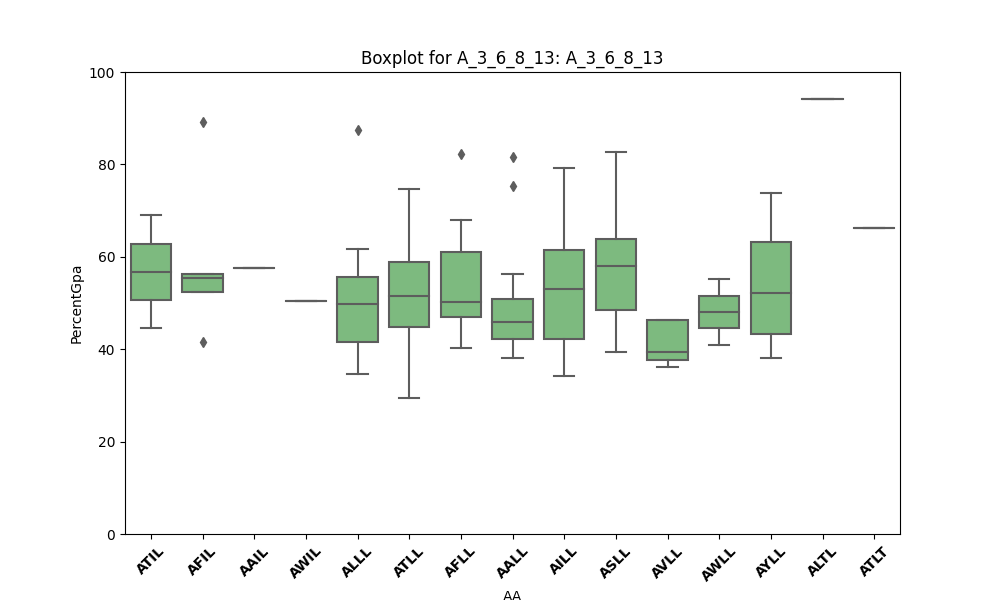 Boxplot for A_3_6_8_13: A_3_6_8_13
100
80
60
40
20
0
PercentGpa
ATIL AFIL AAIL AWIL ALLL ATLL AFLL AALL AILL ASLL AVLL AWLL AYLL ALTL ATLT
AA